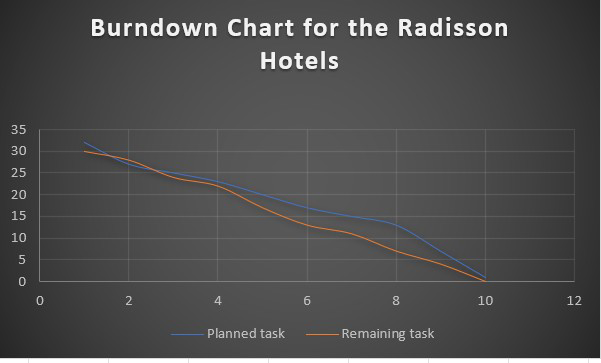 Burndown Chart for the Radisson
Hotels
35
30
25
20
15
10
5
0
0 2 4 6 8 10 12
Planned task Remaining task